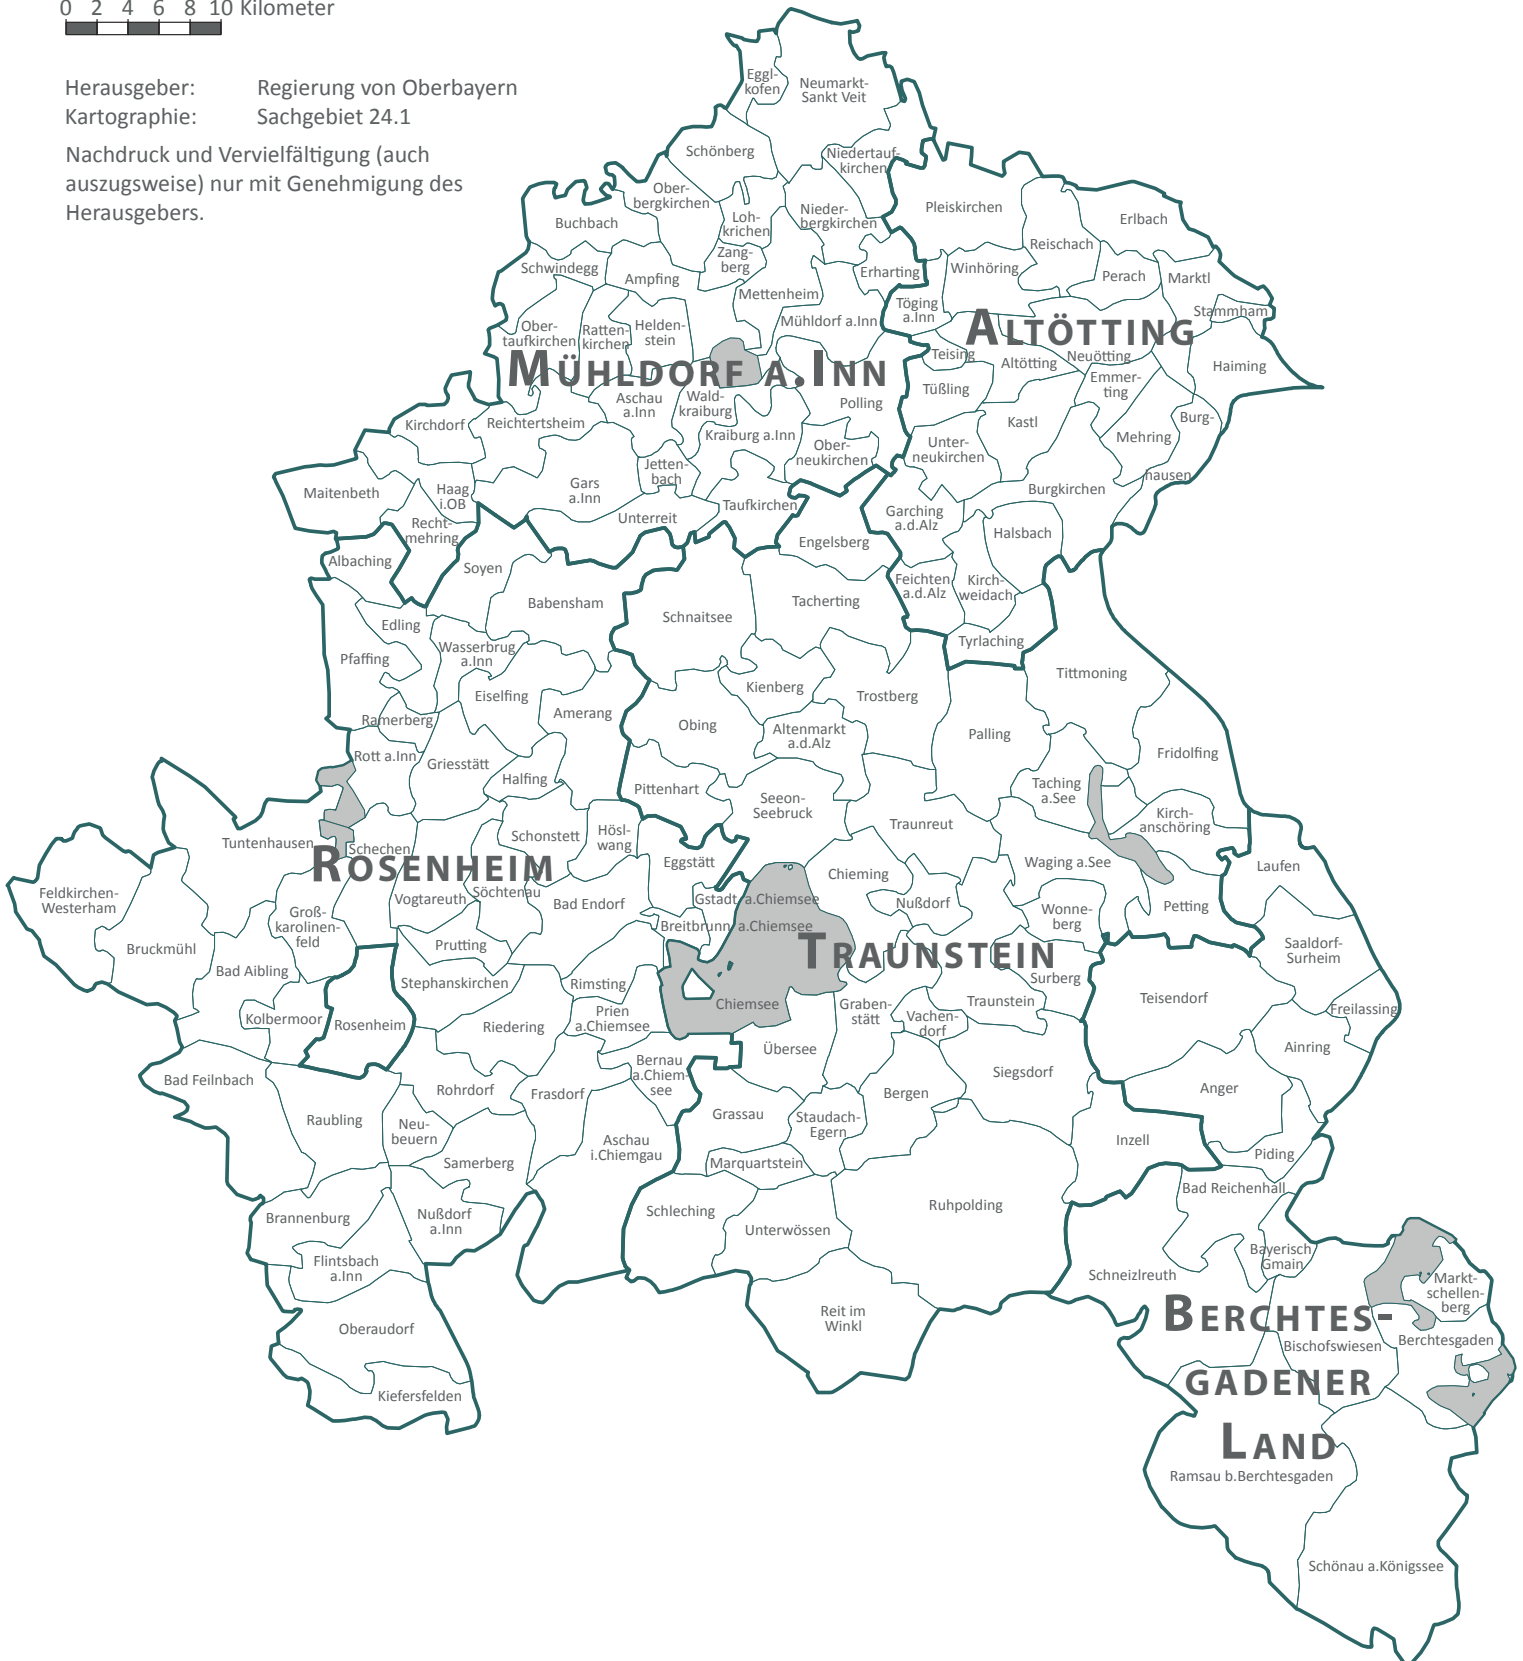 0 2 4 6 8 10 Kilometer
Herausgeber: Regierung von Oberbayern
Kartographie: Sachgebiet 24.1
Nachdruck und Vervielfältigung (auch
auszugsweise) nur mit Genehmigung des
Herausgebers.
Eggl-
kofen
Neumarkt-
Sankt Veit
Schönberg
Niedertauf-
kirchen
Ober-
bergkirchen
Buchbach
Loh-
krichen
Nieder-
bergkirchen
Pleiskirchen
Erlbach
Reischach
Schwindegg
Ampfing
Zang-
berg
Erharting
Winhöring
Perach
Marktl
Mettenheim
Töging
a.Inn
Stammham
Ober-
taufkirchen
Ratten-
kirchen
Helden-
stein
Mühldorf a.Inn
ALTÖTTING
Teising
Altötting
Neuötting
Haiming
MÜHLDORF A.INN
Tüßling
Emmer-
ting
Aschau
a.Inn
Wald-
kraiburg
Polling
Kirchdorf
Reichtertsheim
Kraiburg a.Inn
Kastl
Burg-
hausen
Mehring
Ober-
neukirchen
Unter-
neukirchen
Jetten-
bach
Maitenbeth
Haag
i.OB
Gars
a.Inn
Burgkirchen
Taufkirchen
Unterreit
Garching
a.d.Alz
Recht-
mehring
Halsbach
Engelsberg
Albaching
Soyen
Feichten
a.d.Alz
Kirch-
weidach
Babensham
Tacherting
Schnaitsee
Edling
Tyrlaching
Wasserbrug
a.Inn
Pfaffing
Tittmoning
Kienberg
Eiselfing
Trostberg
Amerang
Ramerberg
Obing
Altenmarkt
a.d.Alz
Palling
Rott a.Inn
Griesstätt
Fridolfing
Halfing
Pittenhart
Taching
a.See
Seeon-
Seebruck
Kirch-
anschöring
Traunreut
Schonstett
Hösl-
wang
Tuntenhausen
Schechen
ROSENHEIM
Eggstätt
Waging a.See
Laufen
Chieming
Feldkirchen-
Westerham
Söchtenau
Vogtareuth
Bad Endorf
Gstadt a.Chiemsee
Nußdorf
Petting
Groß-
karolinen-
feld
Wonne-
berg
Breitbrunn a.Chiemsee
Bruckmühl
Prutting
TRAUNSTEIN
Saaldorf-
Surheim
Bad Aibling
Stephanskirchen
Rimsting
Surberg
Teisendorf
Chiemsee
Graben-
stätt
Traunstein
Freilassing
Kolbermoor
Rosenheim
Riedering
Prien
a.Chiemsee
Vachen-
dorf
Übersee
Ainring
Bernau
a.Chiem-
see
Siegsdorf
Bad Feilnbach
Rohrdorf
Frasdorf
Bergen
Anger
Raubling
Grassau
Staudach-
Egern
Neu-
beuern
Inzell
Aschau
i.Chiemgau
Piding
Samerberg
Marquartstein
Bad Reichenhall
Brannenburg
Nußdorf
a.Inn
Schleching
Ruhpolding
Unterwössen
Bayerisch
Gmain
Flintsbach
a.Inn
Schneizlreuth
Markt-
schellen-
berg
Reit im
Winkl
BERCHTES-
GADENER
LAND
Oberaudorf
Bischofswiesen
Berchtesgaden
Kiefersfelden
Ramsau b.Berchtesgaden
Schönau a.Königssee